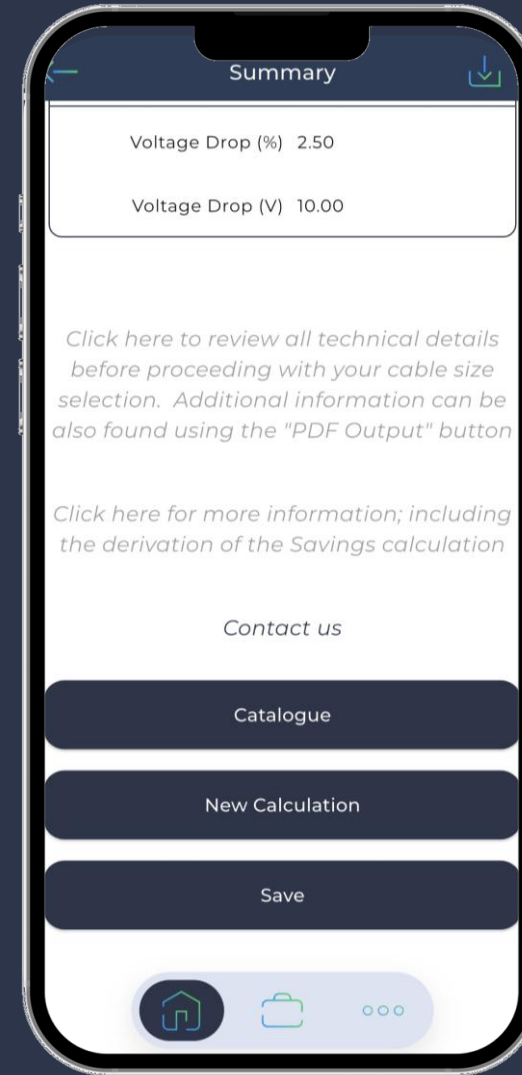 Summary
Voltage Drop (%) 2.50
Voltage Drop (V) 10.00
Click here to review all technical details
before proceeding with your cable size
selection. Additional information can be
also found using the "PDF Output" button
Click here for more information; including
the derivation of the Savings calculation
Contact us
Catalogue
New Calculation
Save